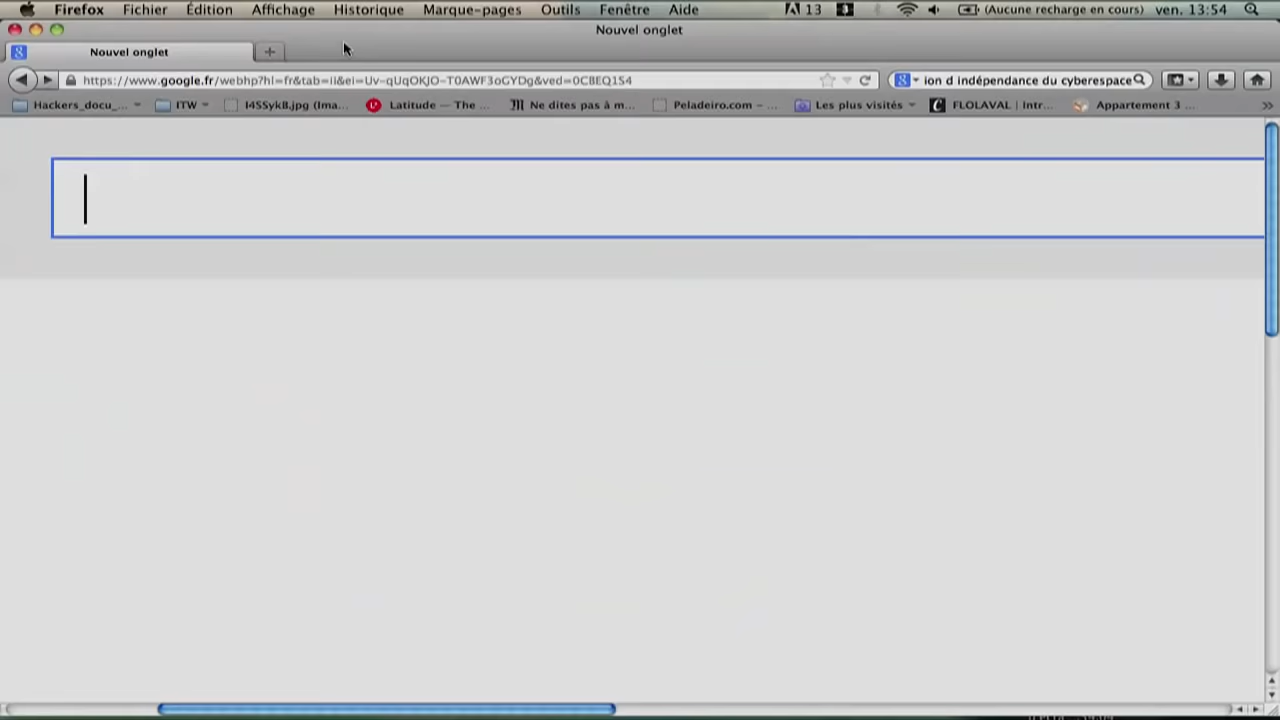 Firefox Fichier Édition Affichage Historique Marque-pages Outils Fenêtre Aide 13 (Aucune recharge en cours) ven. 13:54
Nouvel onglet
Nouvel onglet
https://www.google.fr/webhp?hl=fr&tab=ii&ei=Uv-qUqOKJO-T0AWF3oGYDg&ved=0CBEQ1S4 ion d indépendance du cyberespace
Hackers_docu_... ITW I4SSykB.jpg (Ima... Latitude — The ... Ne dites pas à m... Peladeiro.com – ... Les plus visités FLOLAVAL | Intr... Appartement 3 ...